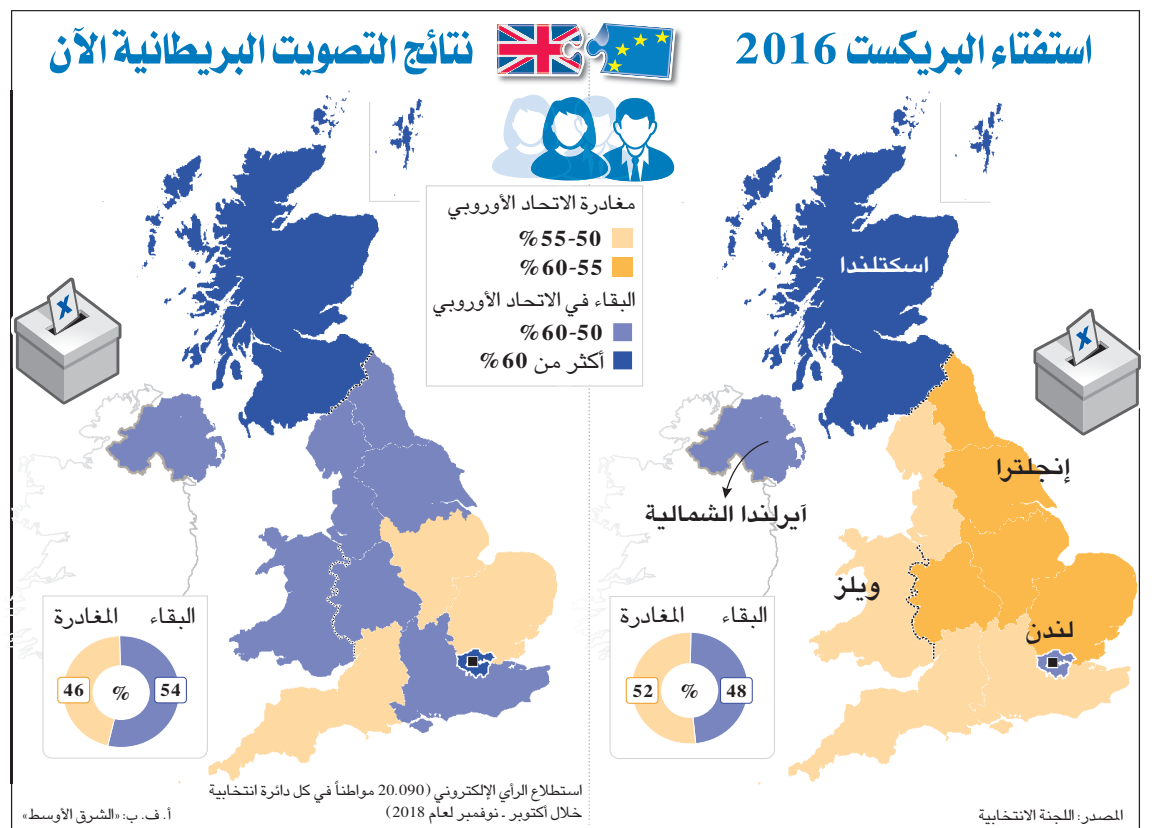 استفتاء البريكست 2016
نتائج التصويت البريطانية الآن
مغادرة الاتحاد الأوروبي
50-55%
55-60%
البقاء في الاتحاد الأوروبي
50-60%
أكثر من 60%
اسكتلندا
إنجلترا
آيرلندا الشمالية
ويلز
لندن
البقاء
المغادرة
48
%
52
البقاء
المغادرة
54
%
46
X
X
المصدر: اللجنة الانتخابية
استطلاع الرأي الإلكتروني (20.090 مواطناً في كل دائرة انتخابية
خلال أكتوبر ـ نوفمبر لعام 2018)
أ. ف. ب: «الشرق الأوسط»